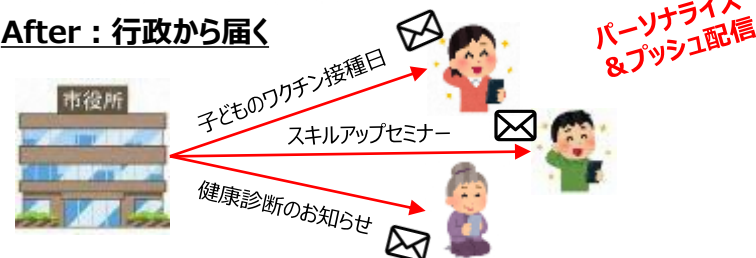 After：行政から届く
パーソナライズ
＆プッシュ配信
市役所
子どものワクチン接種日
スキルアップセミナー
健康診断のお知らせ